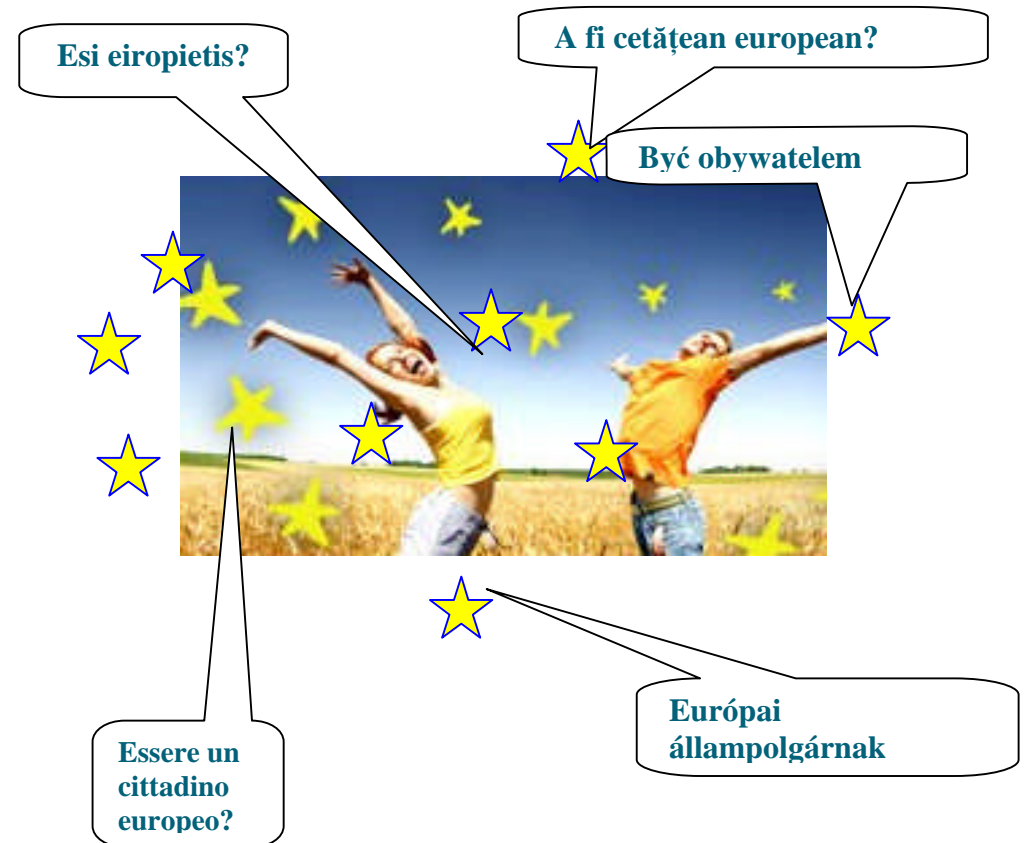 Esi eiropietis?
A fi cetățean european?
Być obywatelem
Európai
állampolgárnak
Essere un
cittadino
europeo?